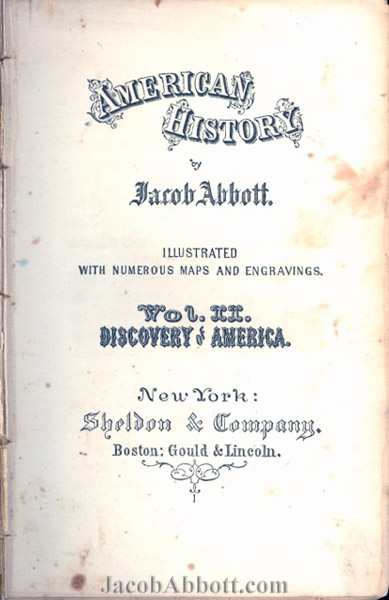 AMERICAN
HISTORY
by
Jacob Abbott.
ILLUSTRATED
WITH NUMEROUS MAPS AND ENGRAVINGS.
Vol. II.
DISCOVERY of AMERICA.
New York:
Sheldon & Company.
Boston: Gould & Lincoln.
JacobAbbott.com